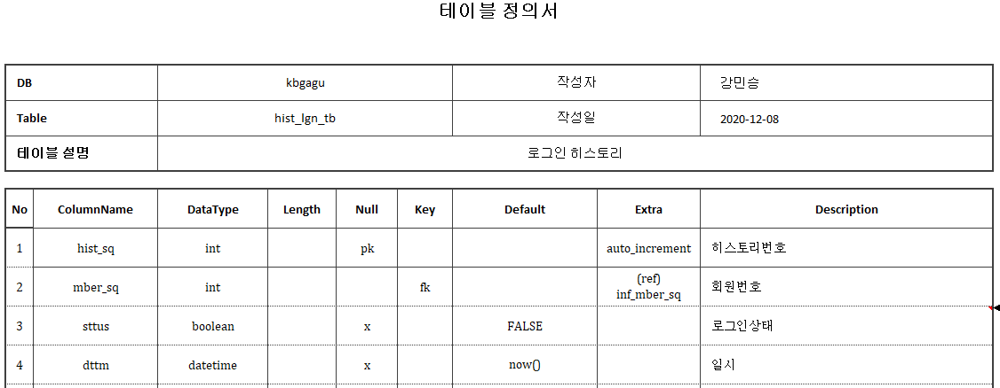 테이블 정의서
DB kbgagu 작성자 강민승
Table hist_lgn_tb 작성일 2020-12-08
테이블 설명 로그인 히스토리
No ColumnName DataType Length Null Key Default Extra Description
1 hist_sq int pk auto_increment 히스토리번호
2 mber_sq int fk (ref) inf_mber_sq 회원번호
3 sttus boolean x FALSE 로그인상태
4 dttm datetime x now() 일시